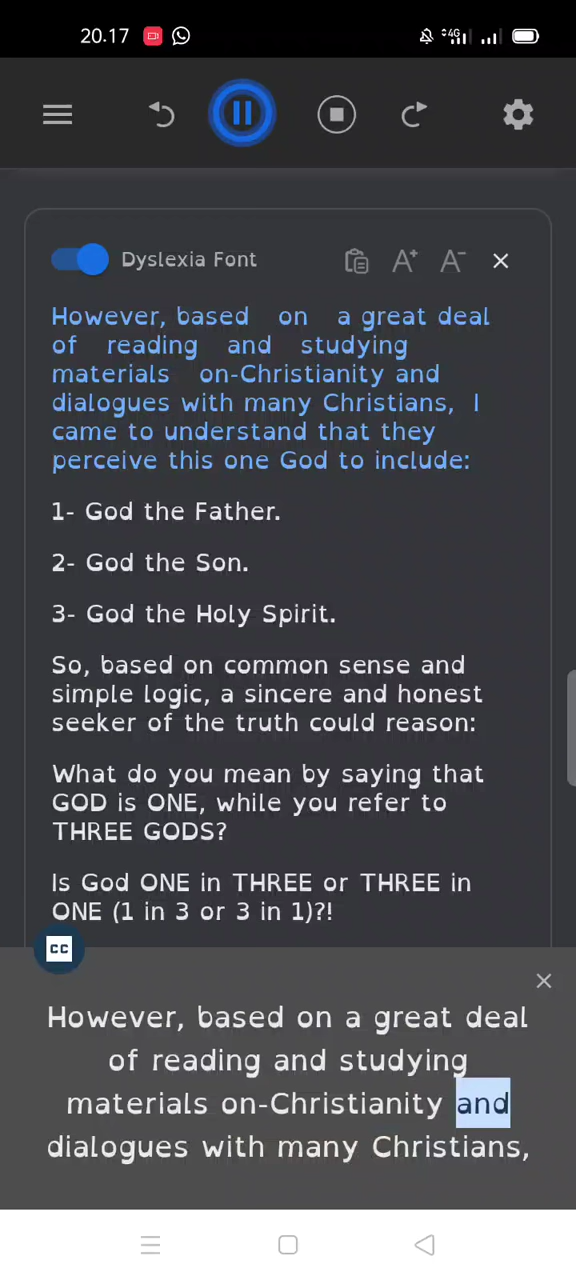 20.17
4G
Dyslexia Font
A+
A-
However, based on a great deal
of reading and studying
materials on-Christianity and
dialogues with many Christians, I
came to understand that they
perceive this one God to include:
1- God the Father.
2- God the Son.
3- God the Holy Spirit.
So, based on common sense and
simple logic, a sincere and honest
seeker of the truth could reason:
What do you mean by saying that
GOD is ONE, while you refer to
THREE GODS?
Is God ONE in THREE or THREE in
ONE (1 in 3 or 3 in 1)?!
CC
However, based on a great deal
of reading and studying
materials on-Christianity and
dialogues with many Christians,